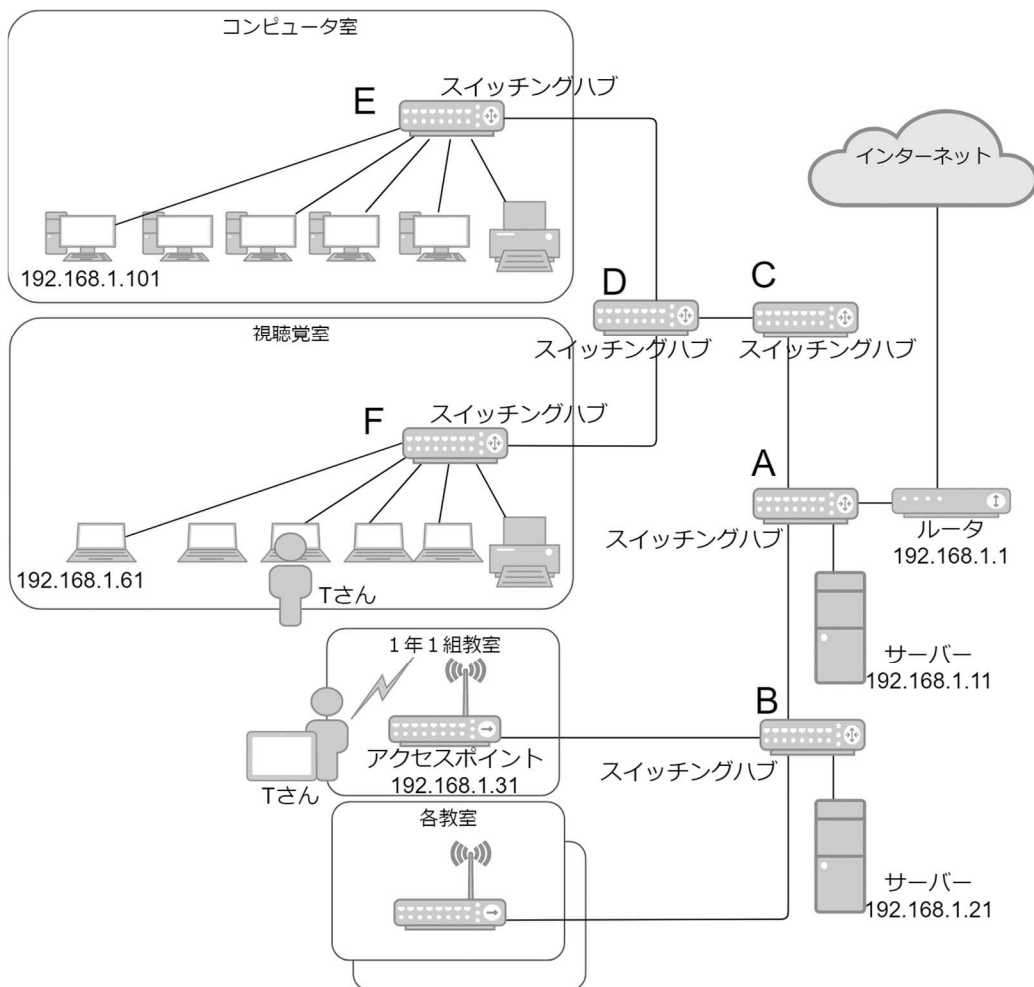 コンピュータ室
スイッチングハブ
E
192.168.1.101
インターネット
D
C
スイッチングハブ
スイッチングハブ
視聴覚室
スイッチングハブ
F
192.168.1.61
Tさん
A
スイッチングハブ
ルータ
192.168.1.1
サーバー
192.168.1.11
1年1組教室
アクセスポイント
192.168.1.31
Tさん
B
スイッチングハブ
各教室
サーバー
192.168.1.21